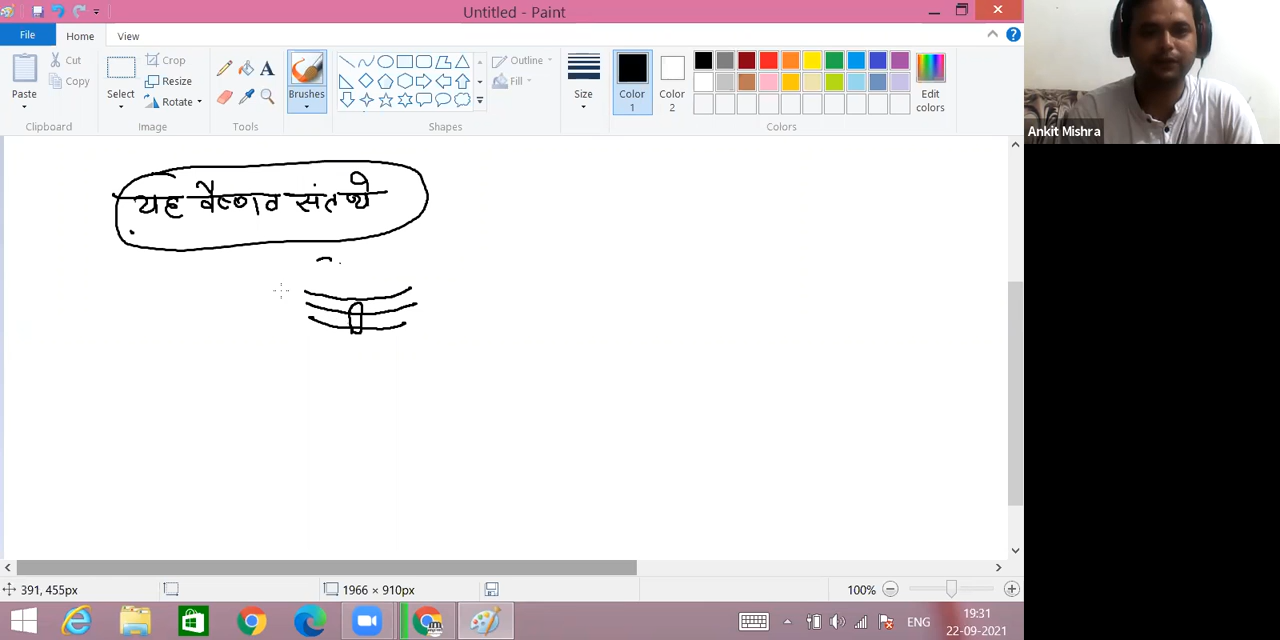 Untitled - Paint
File Home View
Paste Cut Copy Select Crop Resize Rotate Brushes Outline Fill Size Color 1 Color 2 Edit colors
Clipboard Image Tools Shapes Colors
Ankit Mishra
यह वैष्णव संत थे
391, 455px 1966 × 910px 100%
ENG 19:31
22-09-2021